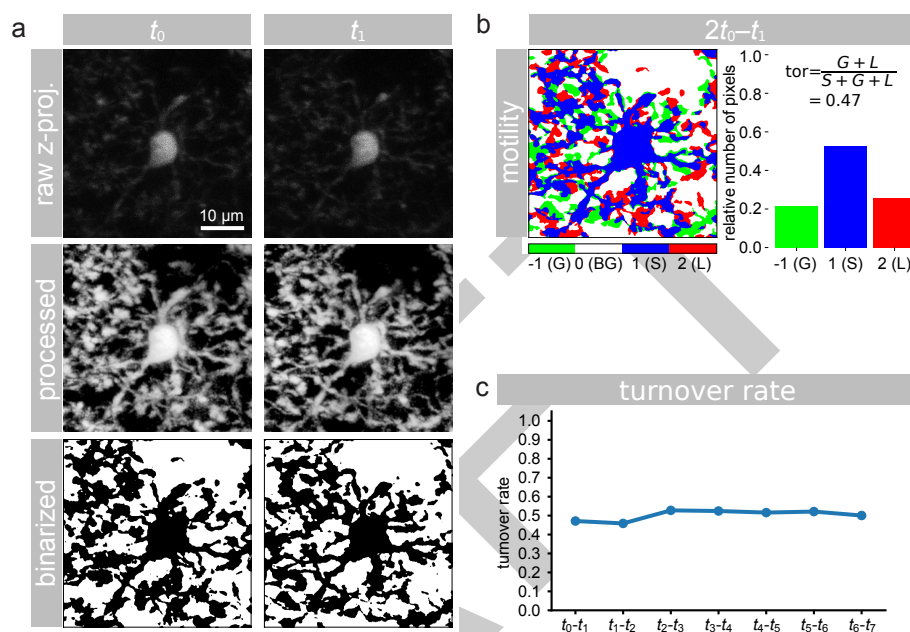 a
t₀
t₁
raw z-proj.
10 µm
processed
binarized
b
2t₀–t₁
motility
-1 (G) 0 (BG) 1 (S) 2 (L)
relative number of pixels
1.0
0.8
0.6
0.4
0.2
0.0
tor= G + L
S + G + L
= 0.47
-1 (G) 1 (S) 2 (L)
c
turnover rate
turnover rate
1.0
0.9
0.8
0.7
0.6
0.5
0.4
0.3
0.2
0.1
0.0
t₀-t₁ t₁-t₂ t₂-t₃ t₃-t₄ t₄-t₅ t₅-t₆ t₆-t₇